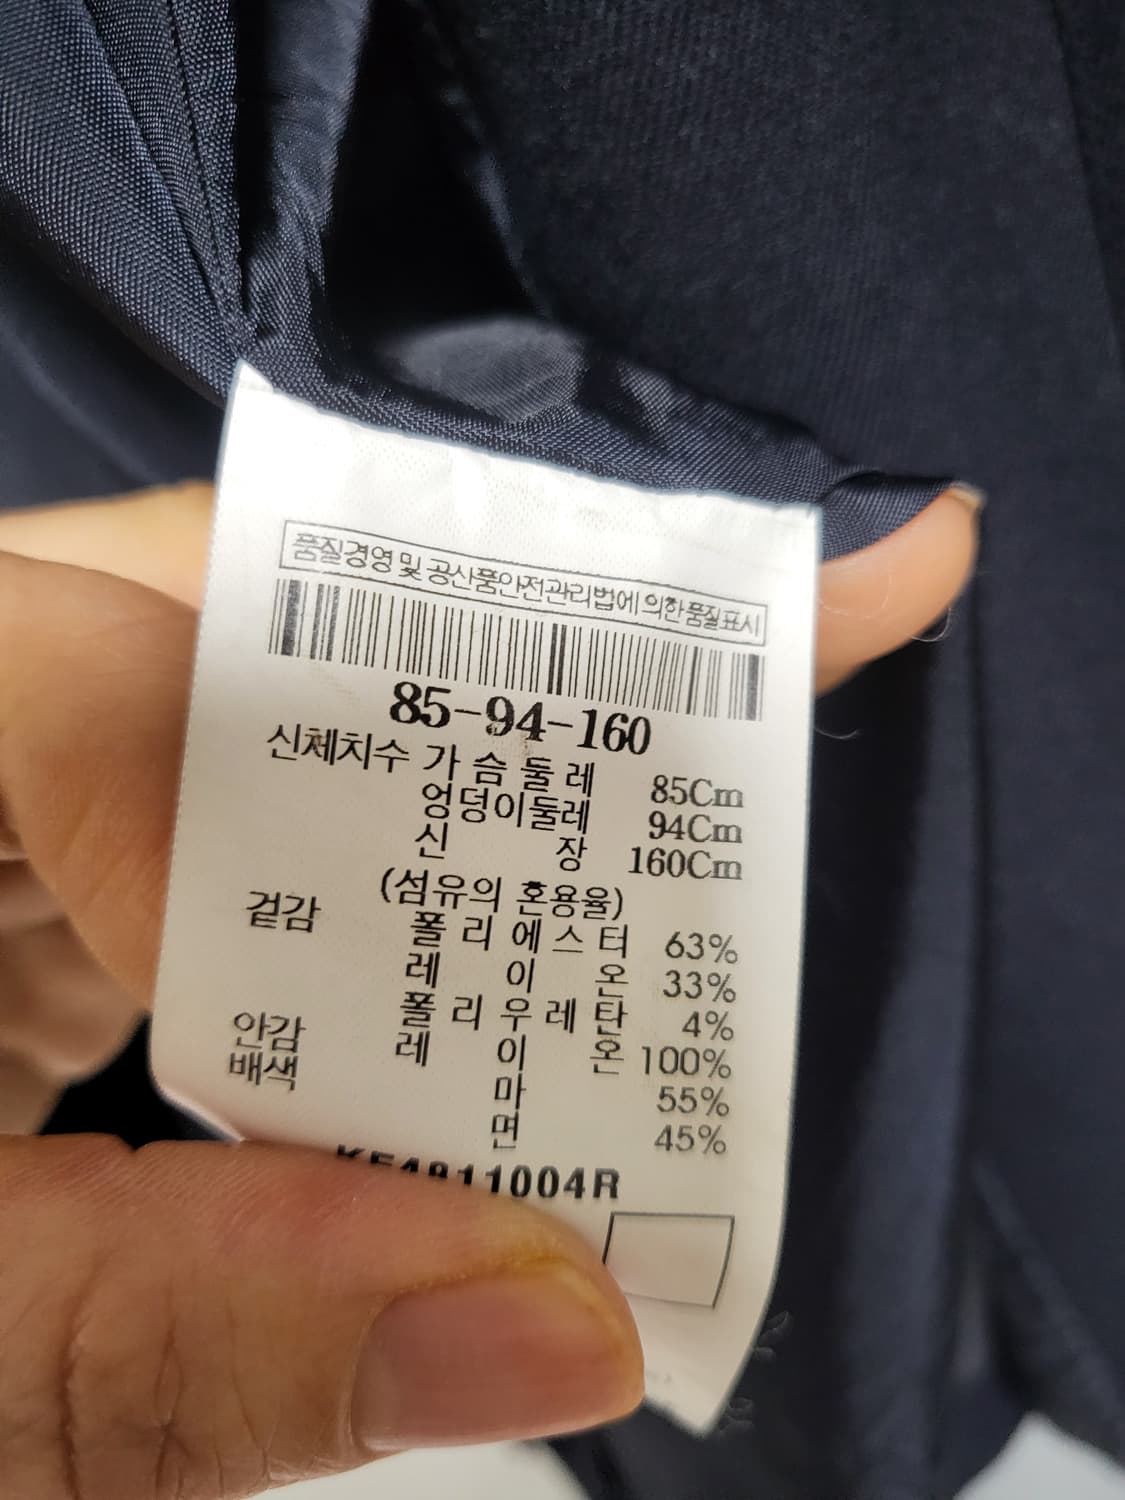 품질경영 및 공산품안전관리법에 의한 품질표시
85-94-160
신체치수 가슴둘레 85Cm
엉덩이둘레 94Cm
신장 160Cm
(섬유의 혼용율)
겉감 폴리에스터 63%
레이온 33%
폴리우레탄 4%
안감 레이온 100%
배색 마 55%
면 45%